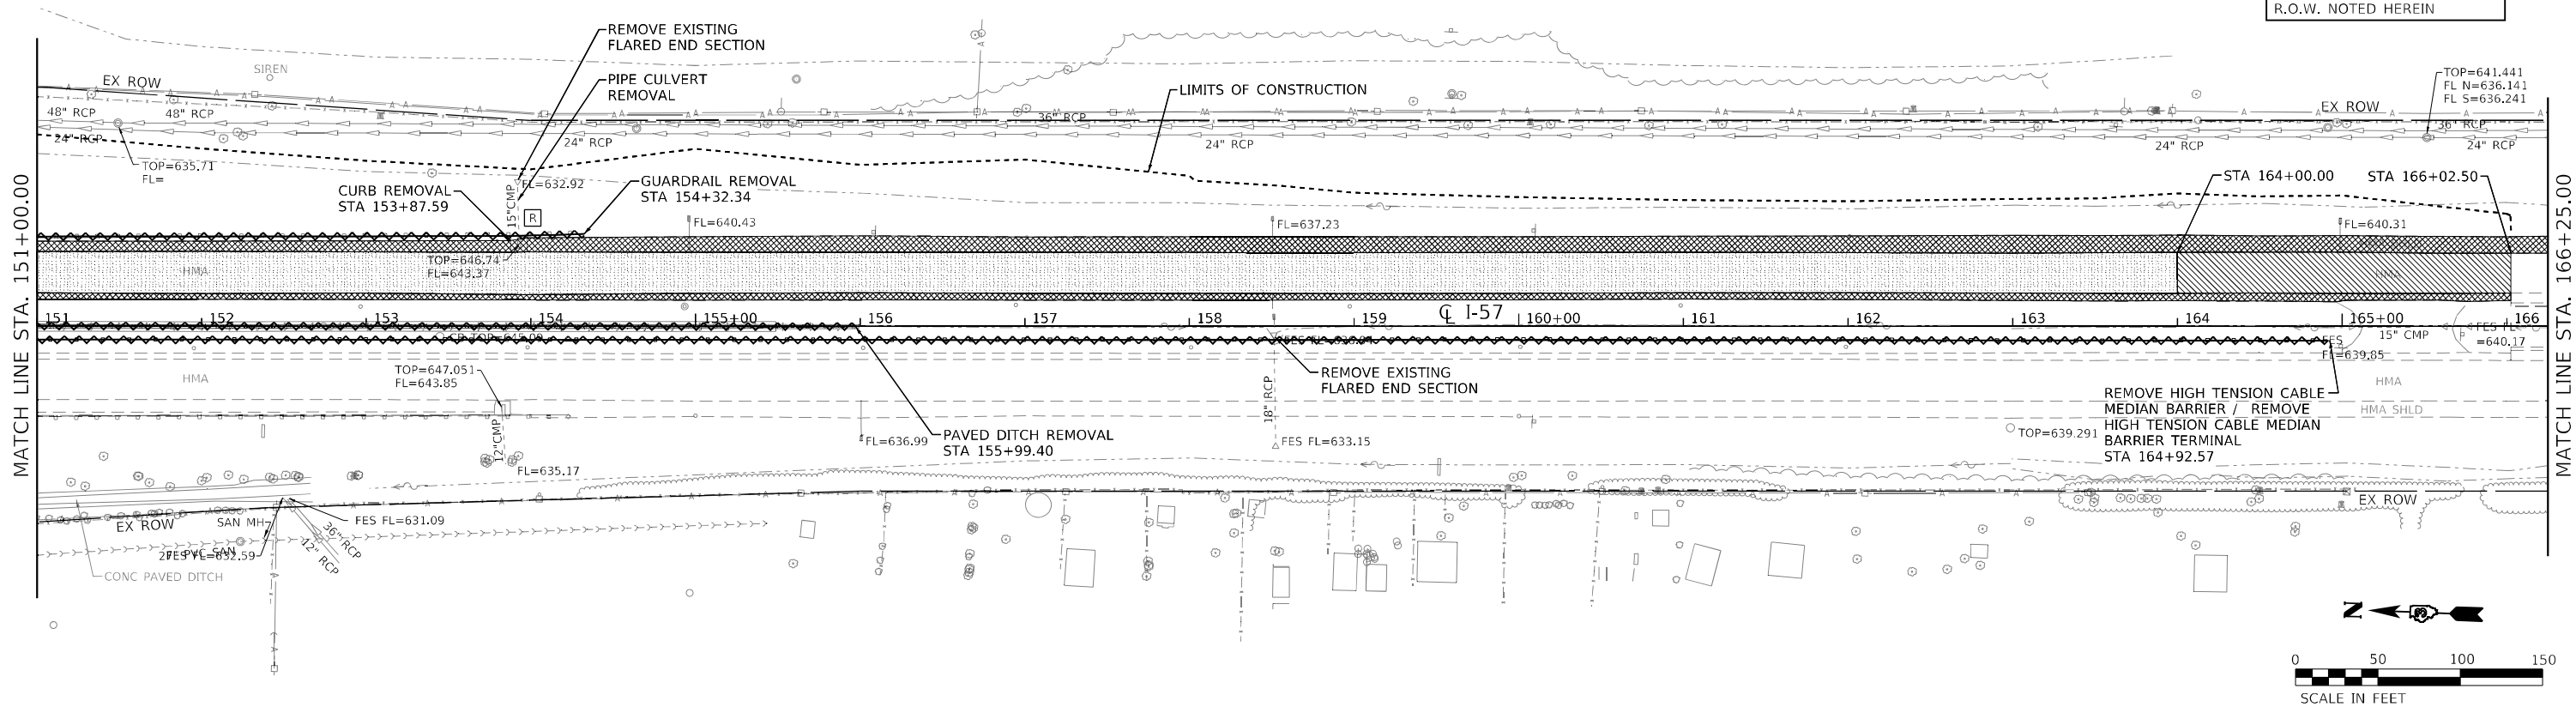 R.O.W. NOTED HEREIN
REMOVE EXISTING
FLARED END SECTION
PIPE CULVERT
REMOVAL
LIMITS OF CONSTRUCTION
SIREN
EX ROW
48" RCP
48" RCP
24" RCP
24" RCP
36" RCP
24" RCP
24" RCP
EX ROW
36" RCP
24" RCP
TOP=641.441
FL N=636.141
FL S=636.241
TOP=635.71
FL=
MATCH LINE STA. 151+00.00
CURB REMOVAL
STA 153+87.59
15"CMP
FL=632.92
R
GUARDRAIL REMOVAL
STA 154+32.34
FL=640.43
FL=637.23
STA 164+00.00
STA 166+02.50
FL=640.31
TOP=646.74
FL=643.37
HMA
HMA
151
152
153
154
155+00
156
157
158
159
℄ I-57
160+00
161
162
163
164
165+00
166
15" CMP
FES FL
=640.17
FES
FL=639.85
HMA
TOP=647.051
FL=643.85
12"CMP
FL=635.17
FL=636.99
PAVED DITCH REMOVAL
STA 155+99.40
18" RCP
REMOVE EXISTING
FLARED END SECTION
FES FL=633.15
TOP=639.291
REMOVE HIGH TENSION CABLE
MEDIAN BARRIER / REMOVE
HIGH TENSION CABLE MEDIAN
BARRIER TERMINAL
STA 164+92.57
HMA
HMA SHLD
EX ROW
SAN MH
FES FL=631.09
36" RCP
12" RCP
FES FL=632.59
PVC SAN
CONC PAVED DITCH
EX ROW
MATCH LINE STA. 166+25.00
N
0 50 100 150
SCALE IN FEET